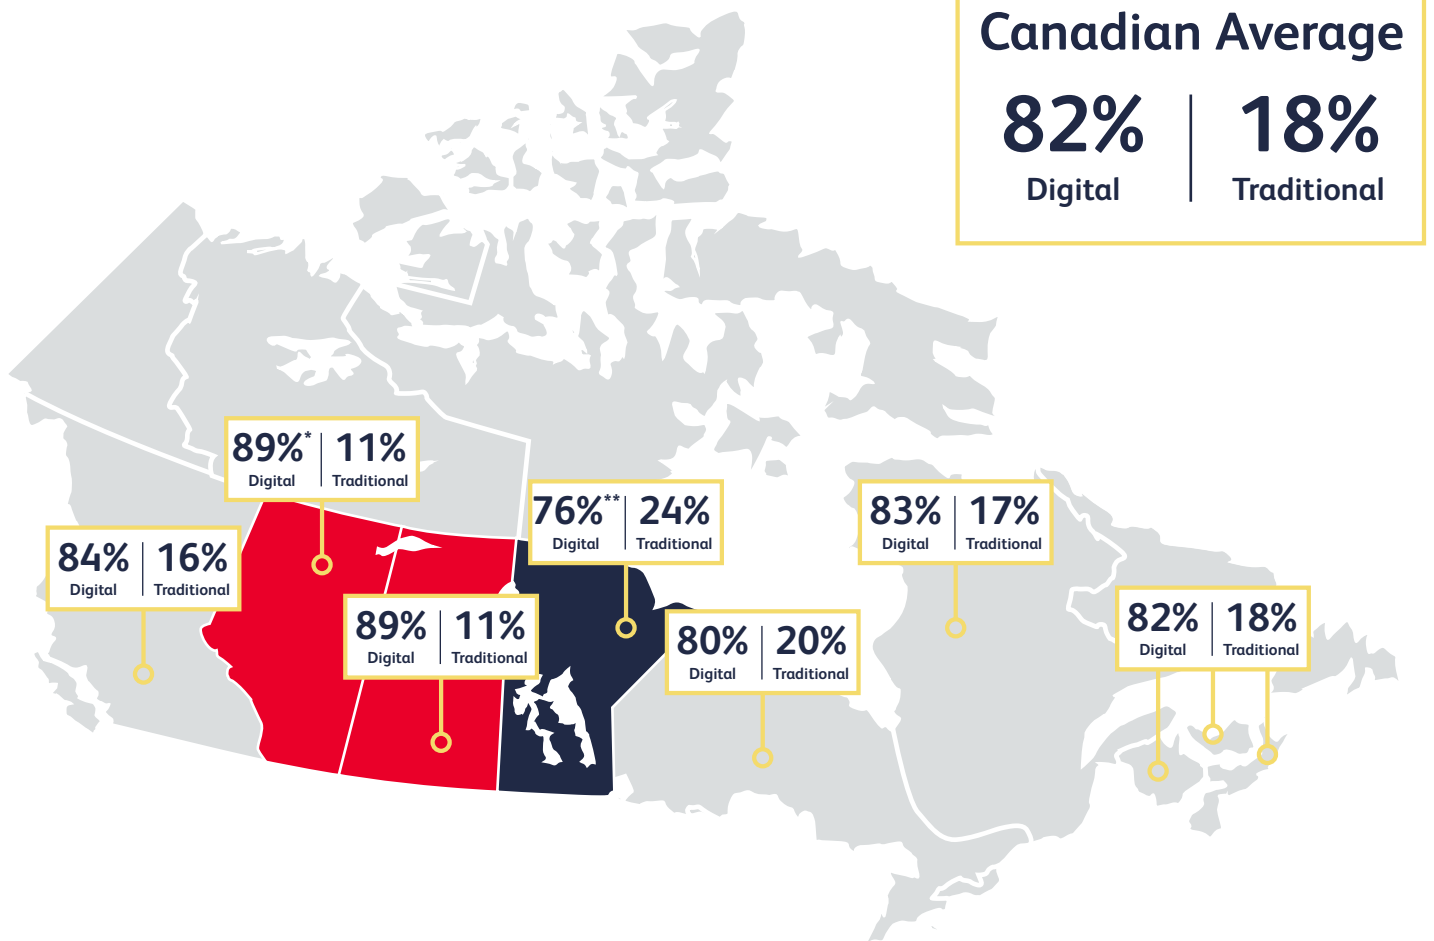 Canadian Average
82% 18%
Digital Traditional
89%* 11%
Digital Traditional
76%** 24%
Digital Traditional
83% 17%
Digital Traditional
84% 16%
Digital Traditional
89% 11%
Digital Traditional
80% 20%
Digital Traditional
82% 18%
Digital Traditional